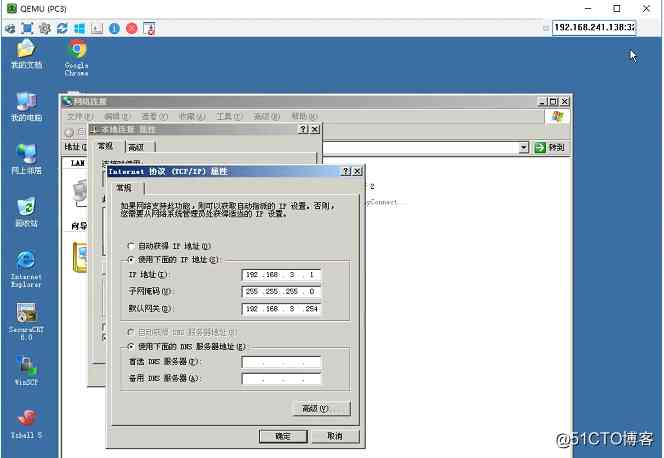 QEMU (PC3)
192.168.241.138:32
我的文档
Google Chrome
我的电脑
网上邻居
回收站
Internet Explorer
SecureCRT 6.0
WinSCP
Xshell 5
网络连接
文件(F) 编辑(E) 查看(V) 收藏(A) 工具(T) 高级(N) 帮助(H)
转到
LAN
本地连接 属性
常规 高级
Internet 协议 (TCP/IP) 属性
常规
如果网络支持此功能，则可以获取自动指派的 IP 设置。否则，
您需要从网络系统管理员处获得适当的 IP 设置。
自动获得 IP 地址(O)
使用下面的 IP 地址(S):
IP 地址(I): 192 .168 . 3 . 1
子网掩码(U): 255 .255 .255 . 0
默认网关(D): 192 .168 . 3 .254
自动获得 DNS 服务器地址(B)
使用下面的 DNS 服务器地址(E):
首选 DNS 服务器(P):
备用 DNS 服务器(A):
高级(V)...
确定 取消
@51CTO博客